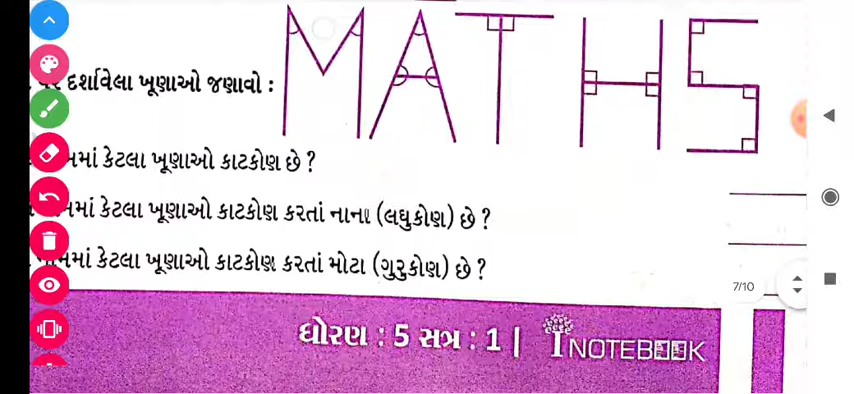 MATHS
દર્શાવેલા ખૂણાઓ જણાવો :
કેટલા ખૂણાઓ કાટકોણ છે ?
કેટલા ખૂણાઓ કાટકોણ કરતાં નાના (લઘુકોણ) છે ?
કેટલા ખૂણાઓ કાટકોણ કરતાં મોટા (ગુરુકોણ) છે ?
7/10
ધોરણ : 5 સત્ર : 1 | NOTEBOOK